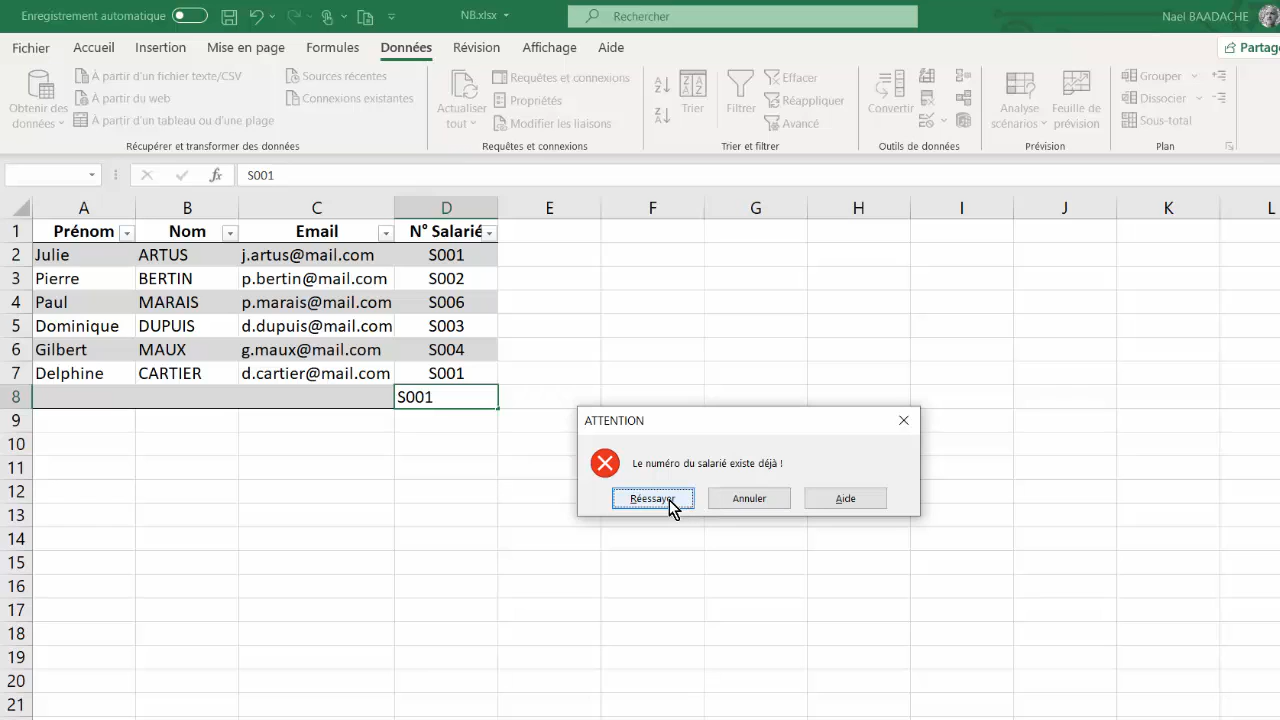 Enregistrement automatique NB.xlsx Rechercher Nael BAADACHE
Fichier Accueil Insertion Mise en page Formules Données Révision Affichage Aide Partag
Obtenir des données
À partir d'un fichier texte/CSV
À partir du web
À partir d'un tableau ou d'une plage
Sources récentes
Connexions existantes
Récupérer et transformer des données
Actualiser tout
Requêtes et connexions
Propriétés
Modifier les liaisons
Requêtes et connexions
Trier
Filtrer
Effacer
Réappliquer
Avancé
Trier et filtrer
Convertir
Outils de données
Analyse scénarios
Feuille de prévision
Prévision
Grouper
Dissocier
Sous-total
Plan
fx S001
A B C D E F G H I J K L
1 Prénom Nom Email N° Salarié
2 Julie ARTUS j.artus@mail.com S001
3 Pierre BERTIN p.bertin@mail.com S002
4 Paul MARAIS p.marais@mail.com S006
5 Dominique DUPUIS d.dupuis@mail.com S003
6 Gilbert MAUX g.maux@mail.com S004
7 Delphine CARTIER d.cartier@mail.com S001
8 S001
9
10
11
12
13
14
15
16
17
18
19
20
21
ATTENTION
Le numéro du salarié existe déjà !
Réessayer Annuler Aide